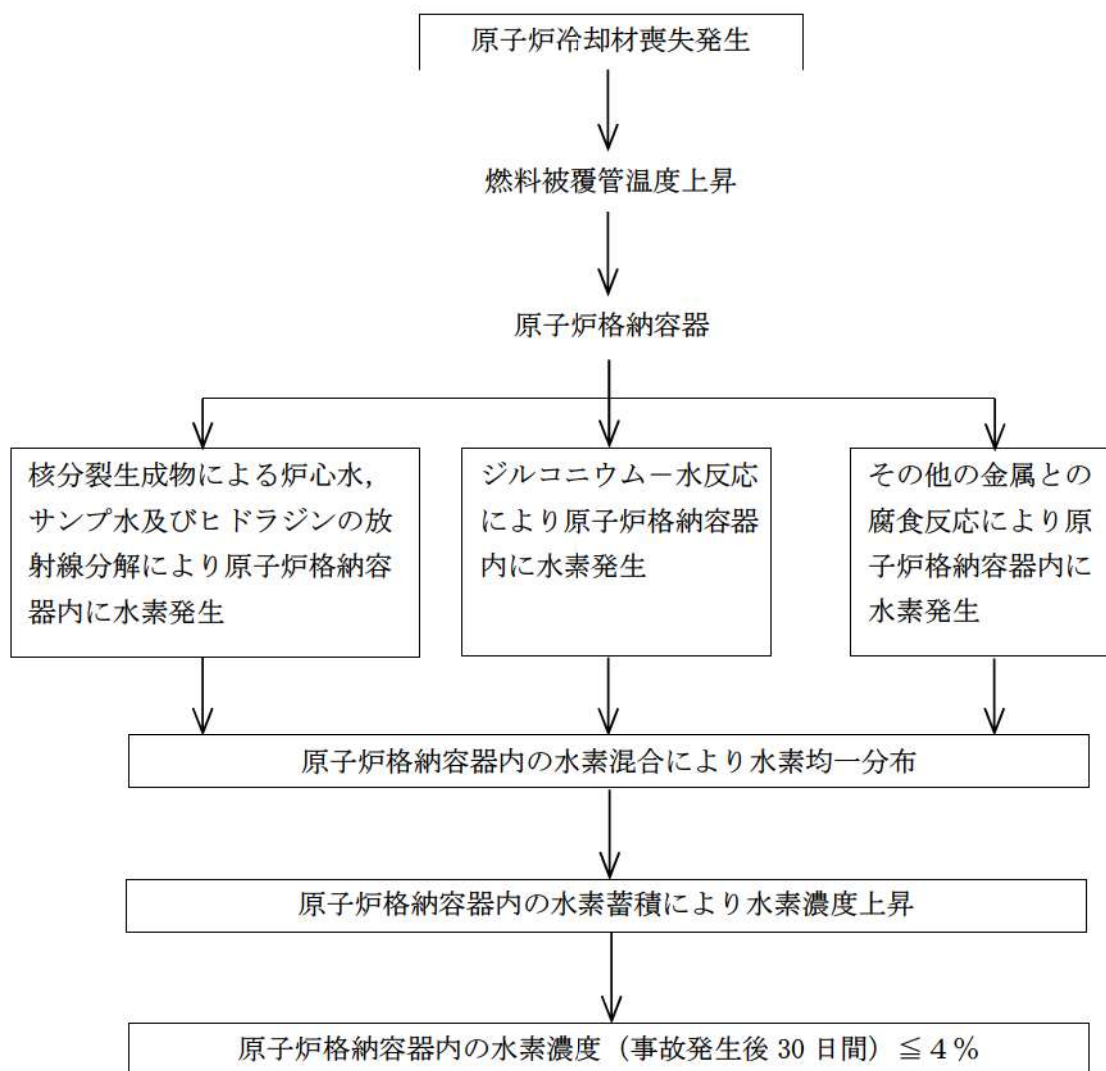 原子炉冷却材喪失発生
燃料被覆管温度上昇
原子炉格納容器
核分裂生成物による炉心水，
サンプ水及びヒドラジンの放
射線分解により原子炉格納容
器内に水素発生
ジルコニウム－水反応
により原子炉格納容器
内に水素発生
その他の金属との
腐食反応により原
子炉格納容器内に
水素発生
原子炉格納容器内の水素混合により水素均一分布
原子炉格納容器内の水素蓄積により水素濃度上昇
原子炉格納容器内の水素濃度（事故発生後 30 日間）≦４％